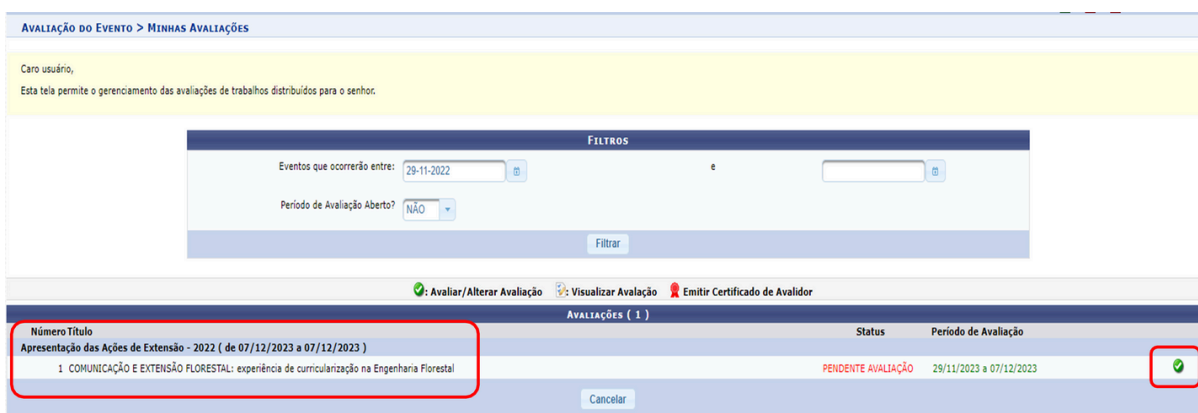 AVALIAÇÃO DO EVENTO > MINHAS AVALIAÇÕES
Caro usuário,
Esta tela permite o gerenciamento das avaliações de trabalhos distribuídos para o senhor.
FILTROS
Eventos que ocorrerão entre: 29-11-2022 e
Período de Avaliação Aberto? NÃO
Filtrar
: Avaliar/Alterar Avaliação : Visualizar Avalação Emitir Certificado de Avalidor
AVALIAÇÕES ( 1 )
Número Título Status Período de Avaliação
Apresentação das Ações de Extensão - 2022 ( de 07/12/2023 a 07/12/2023 )
1 COMUNICAÇÃO E EXTENSÃO FLORESTAL: experiência de curricularização na Engenharia Florestal PENDENTE AVALIAÇÃO 29/11/2023 a 07/12/2023
Cancelar